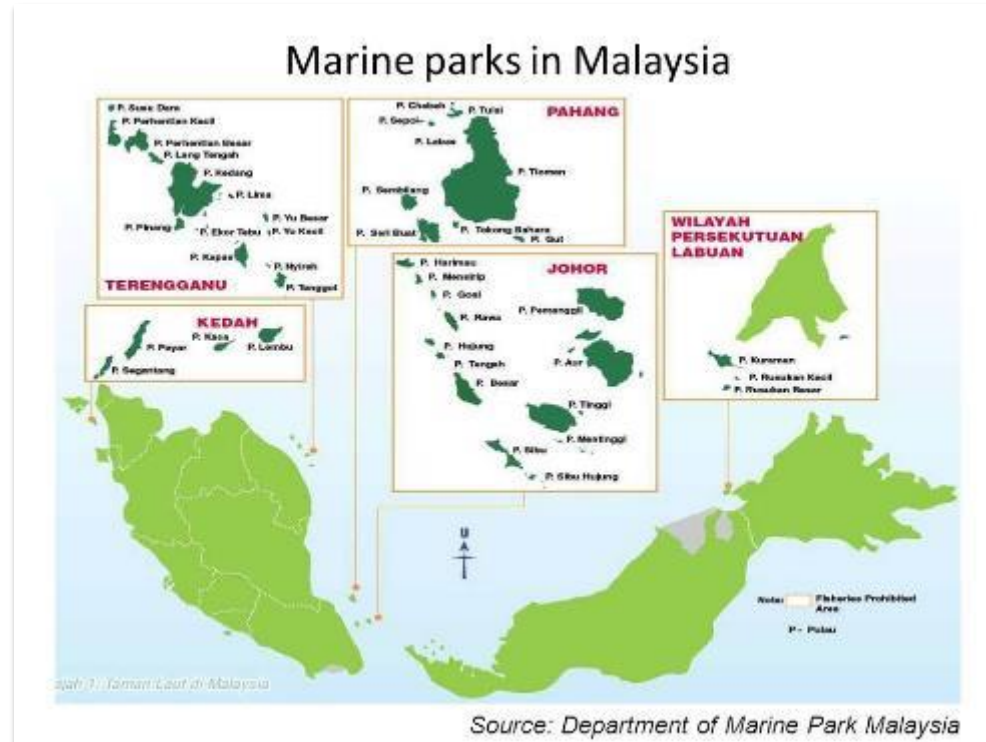 Marine parks in Malaysia
P. Susu Dara
P. Perhentian Kecil
P. Perhentian Besar
P. Lang Tengah
P. Redang
P. Lima
P. Pinang
P. Ekor Tebu
P. Yu Besar
P. Yu Kecil
P. Kapas
P. Nyireh
P. Tenggol
TERENGGANU
PAHANG
P. Chebeh
P. Tulai
P. Sepoi
P. Labas
P. Tioman
P. Sembilang
P. Seri Buat
P. Tokong Bahara
P. Gut
KEDAH
P. Kaca
P. Payar
P. Lembu
P. Segantang
JOHOR
P. Harimau
P. Mensirip
P. Goal
P. Rawa
P. Hujung
P. Tengah
P. Besar
P. Pemanggil
P. Aur
P. Tinggi
P. Mentinggi
P. Sibu
P. Sibu Hujung
WILAYAH
PERSEKUTUAN
LABUAN
P. Kuraman
P. Rusukan Kecil
P. Rusukan Besar
U
Nota: Fisheries Prohibited
Area
P - Pulau
ajah 1: Taman Laut di Malaysia
Source: Department of Marine Park Malaysia